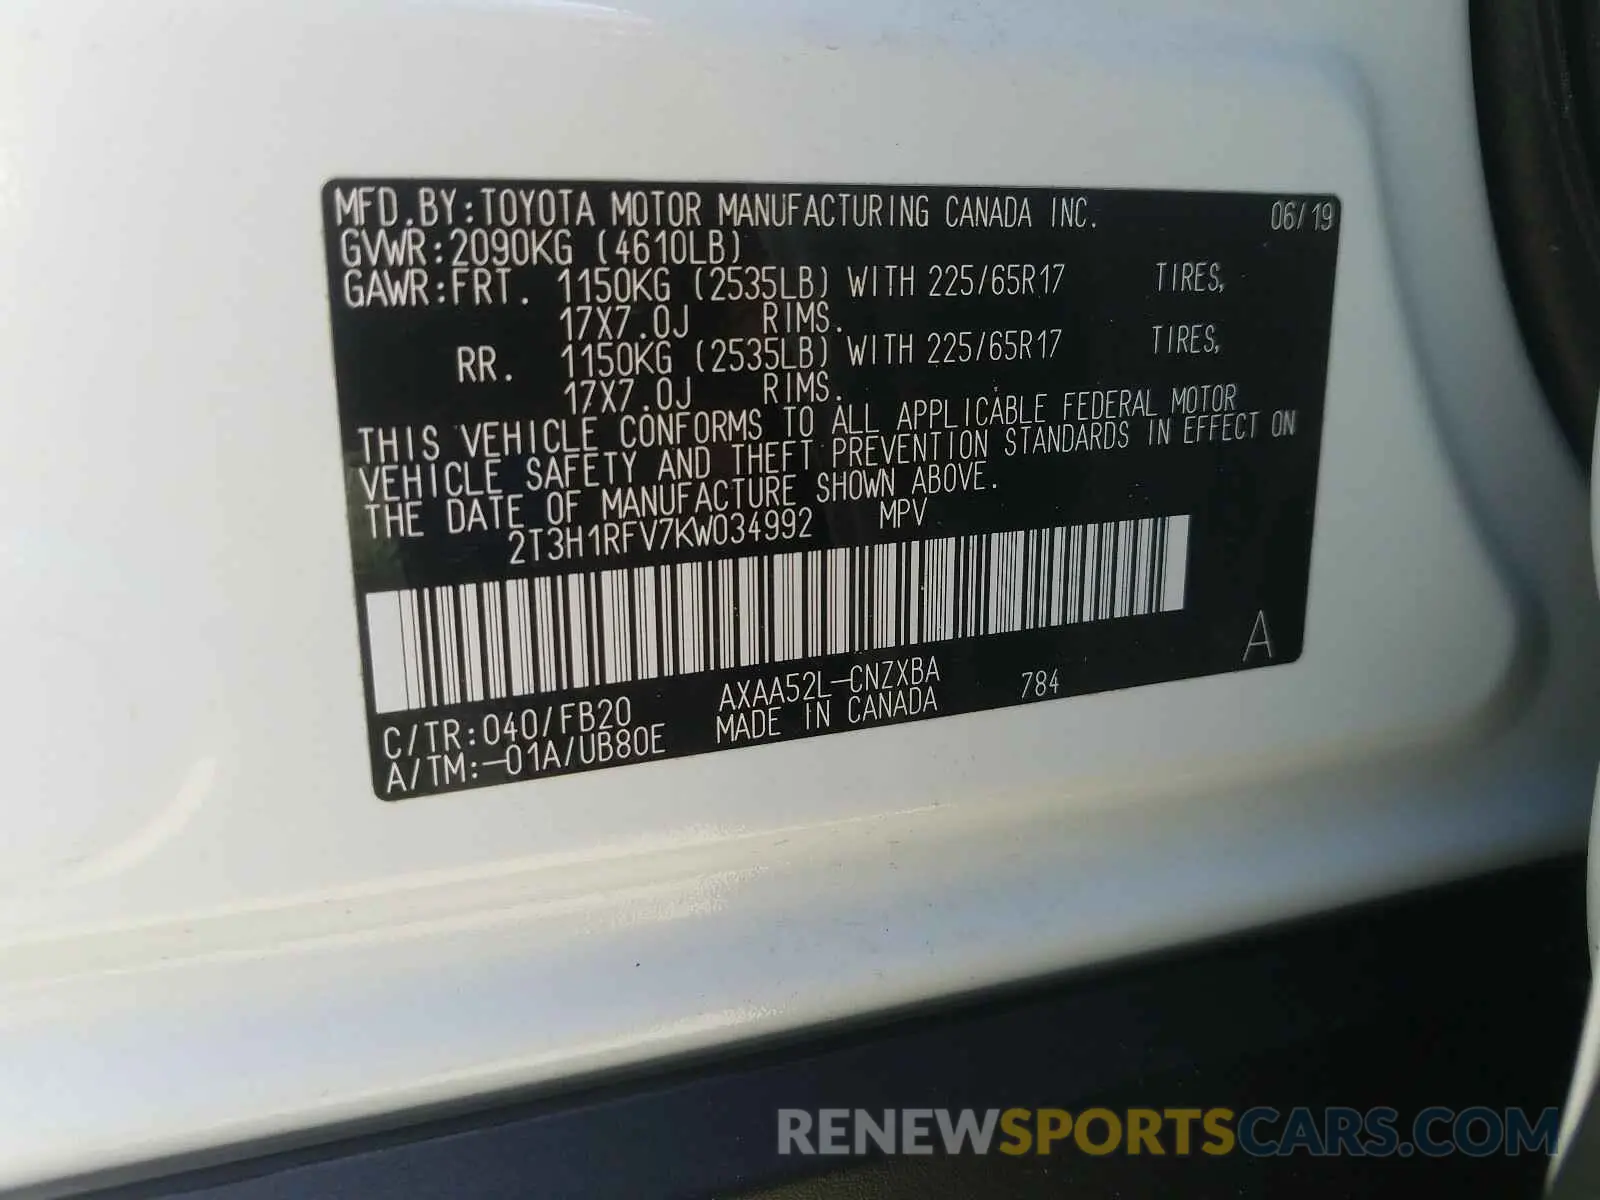 MFD.BY:TOYOTA MOTOR MANUFACTURING CANADA INC. 06/19
GVWR:2090KG (4610LB)
GAWR:FRT. 1150KG (2535LB) WITH 225/65R17 TIRES,
17X7.0J RIMS.
RR. 1150KG (2535LB) WITH 225/65R17 TIRES,
17X7.0J RIMS.
THIS VEHICLE CONFORMS TO ALL APPLICABLE FEDERAL MOTOR
VEHICLE SAFETY AND THEFT PREVENTION STANDARDS IN EFFECT ON
THE DATE OF MANUFACTURE SHOWN ABOVE.
2T3H1RFV7KW034992 MPV
A
C/TR:040/FB20 AXAA52L-CNZXBA 784
A/TM:-01A/UB80E MADE IN CANADA
RENEWSPORTSCARS.COM